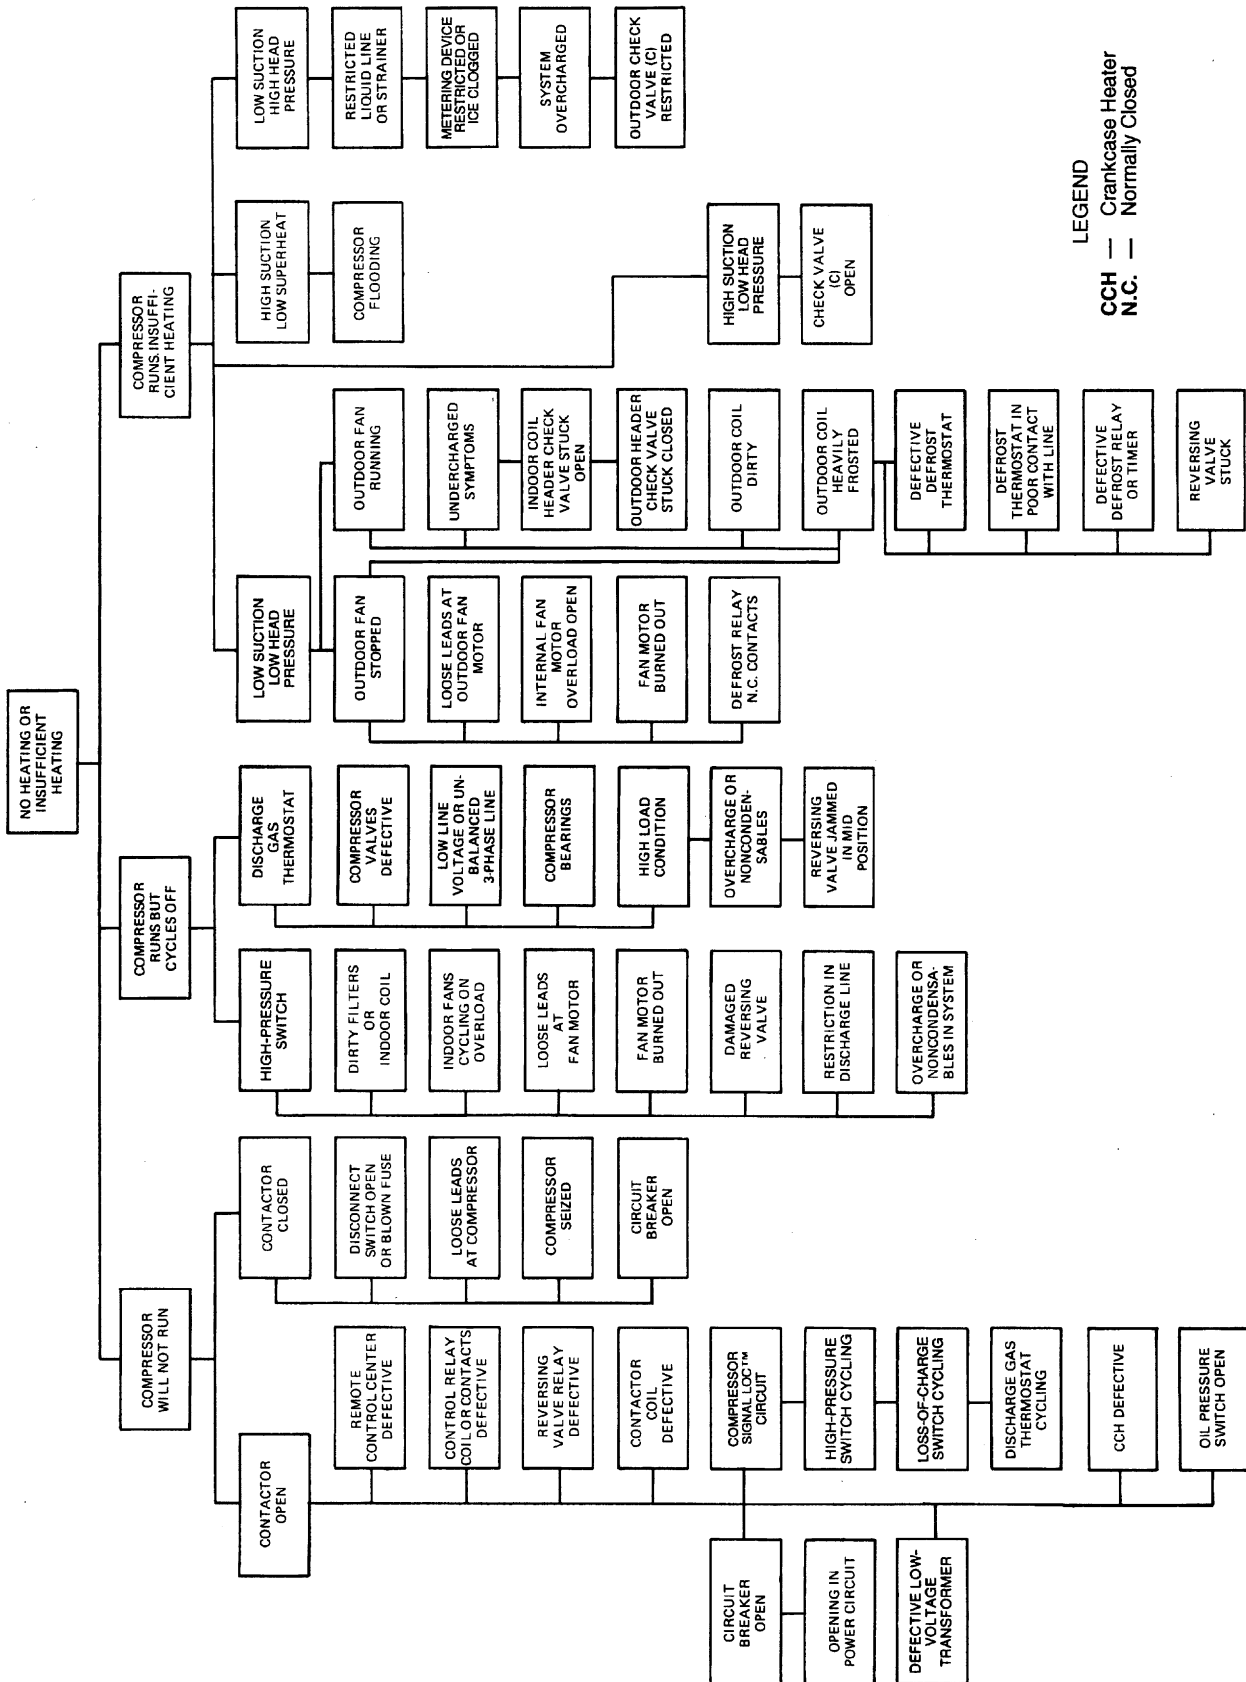 NO HEATING OR
INSUFFICIENT
HEATING
COMPRESSOR
WILL NOT RUN
COMPRESSOR
RUNS BUT
CYCLES OFF
COMPRESSOR
RUNS. INSUFFI-
CIENT HEATING
CONTACTOR
OPEN
REMOTE
CONTROL CENTER
DEFECTIVE
CONTROL RELAY
COIL OR CONTACTS
DEFECTIVE
REVERSING
VALVE RELAY
DEFECTIVE
CONTACTOR
COIL
DEFECTIVE
CIRCUIT
BREAKER
OPEN
OPENING IN
POWER CIRCUIT
DEFECTIVE LOW-
VOLTAGE
TRANSFORMER
COMPRESSOR
SIGNAL LOC™
CIRCUIT
HIGH-PRESSURE
SWITCH CYCLING
LOSS-OF-CHARGE
SWITCH CYCLING
DISCHARGE GAS
THERMOSTAT
CYCLING
CCH DEFECTIVE
OIL PRESSURE
SWITCH OPEN
CONTACTOR
CLOSED
DISCONNECT
SWITCH OPEN
OR BLOWN FUSE
LOOSE LEADS
AT COMPRESSOR
COMPRESSOR
SEIZED
CIRCUIT
BREAKER
OPEN
HIGH-PRESSURE
SWITCH
DIRTY FILTERS
OR
INDOOR COIL
INDOOR FANS
CYCLING ON
OVERLOAD
LOOSE LEADS
AT
FAN MOTOR
FAN MOTOR
BURNED OUT
DAMAGED
REVERSING
VALVE
RESTRICTION IN
DISCHARGE LINE
OVERCHARGE OR
NONCONDENSA-
BLES IN SYSTEM
DISCHARGE
GAS
THERMOSTAT
COMPRESSOR
VALVES
DEFECTIVE
LOW LINE
VOLTAGE OR UN-
BALANCED
3-PHASE LINE
COMPRESSOR
BEARINGS
HIGH LOAD
CONDITION
OVERCHARGE OR
NONCONDEN-
SABLES
REVERSING
VALVE JAMMED
IN MID
POSITION
LOW SUCTION
LOW HEAD
PRESSURE
OUTDOOR FAN
STOPPED
LOOSE LEADS AT
OUTDOOR FAN
MOTOR
INTERNAL FAN
MOTOR
OVERLOAD OPEN
FAN MOTOR
BURNED OUT
DEFROST RELAY
N.C. CONTACTS
OUTDOOR FAN
RUNNING
UNDERCHARGED
SYMPTOMS
INDOOR COIL
HEADER CHECK
VALVE STUCK
OPEN
OUTDOOR HEADER
CHECK VALVE
STUCK CLOSED
OUTDOOR COIL
DIRTY
OUTDOOR COIL
HEAVILY
FROSTED
DEFECTIVE
DEFROST
THERMOSTAT
DEFROST
THERMOSTAT IN
POOR CONTACT
WITH LINE
DEFECTIVE
DEFROST RELAY
OR TIMER
REVERSING
VALVE
STUCK
HIGH SUCTION
LOW HEAD
PRESSURE
CHECK VALVE
(C)
OPEN
HIGH SUCTION
LOW SUPERHEAT
COMPRESSOR
FLOODING
LOW SUCTION
HIGH HEAD
PRESSURE
RESTRICTED
LIQUID LINE
OR STRAINER
METERING DEVICE
RESTRICTED OR
ICE CLOGGED
SYSTEM
OVERCHARGED
OUTDOOR CHECK
VALVE (C)
RESTRICTED
LEGEND
CCH — Crankcase Heater
N.C. — Normally Closed